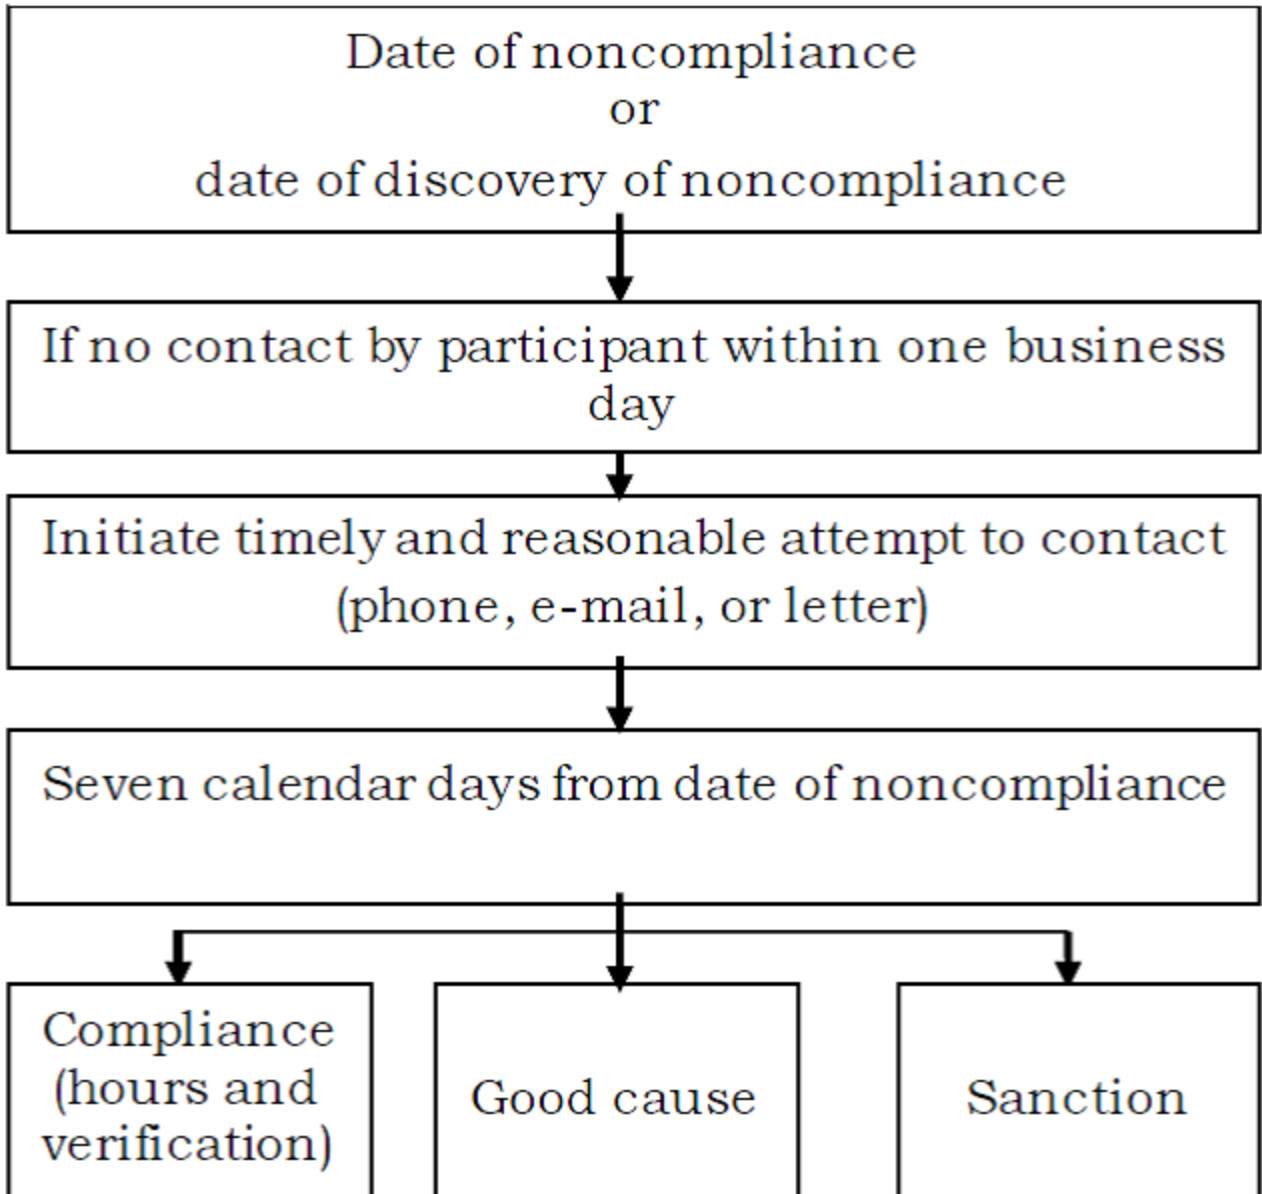 Date of noncompliance
or
date of discovery of noncompliance
If no contact by participant within one business
day
Initiate timely and reasonable attempt to contact
(phone, e-mail, or letter)
Seven calendar days from date of noncompliance
Compliance
(hours and
verification)
Good cause
Sanction